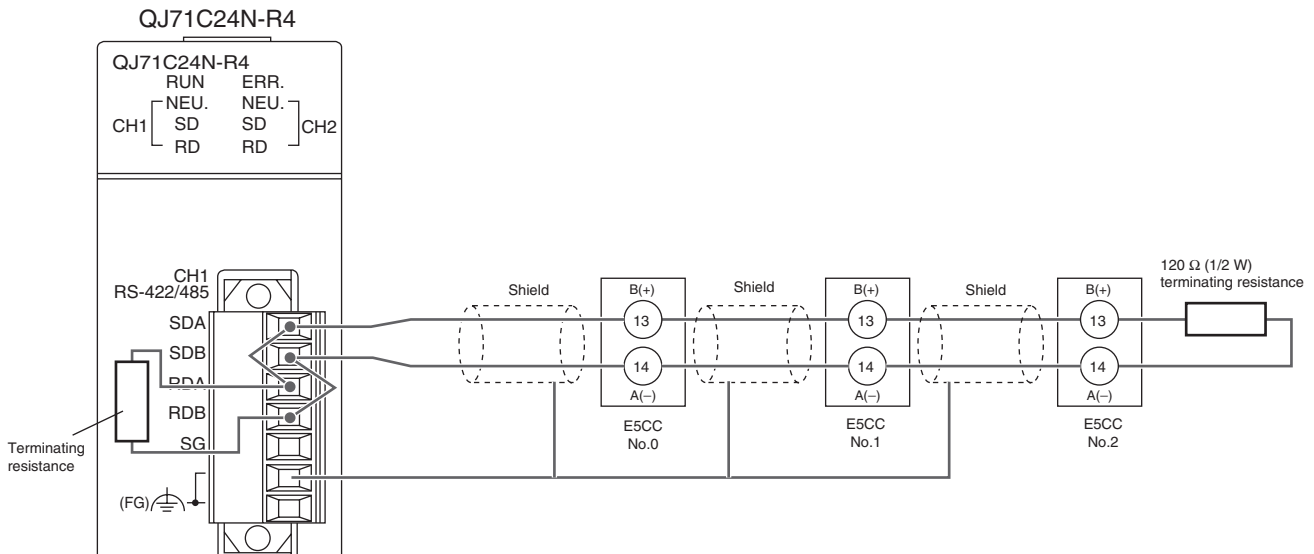 QJ71C24N-R4
QJ71C24N-R4
RUN ERR.
NEU. NEU.
CH1 SD SD CH2
RD RD
CH1
RS-422/485
SDA
SDB
RDA
RDB
SG
(FG)
Terminating
resistance
Shield
B(+)
13
14
A(−)
E5CC
No.0
Shield
B(+)
13
14
A(−)
E5CC
No.1
Shield
B(+)
13
14
A(−)
E5CC
No.2
120 Ω (1/2 W)
terminating resistance